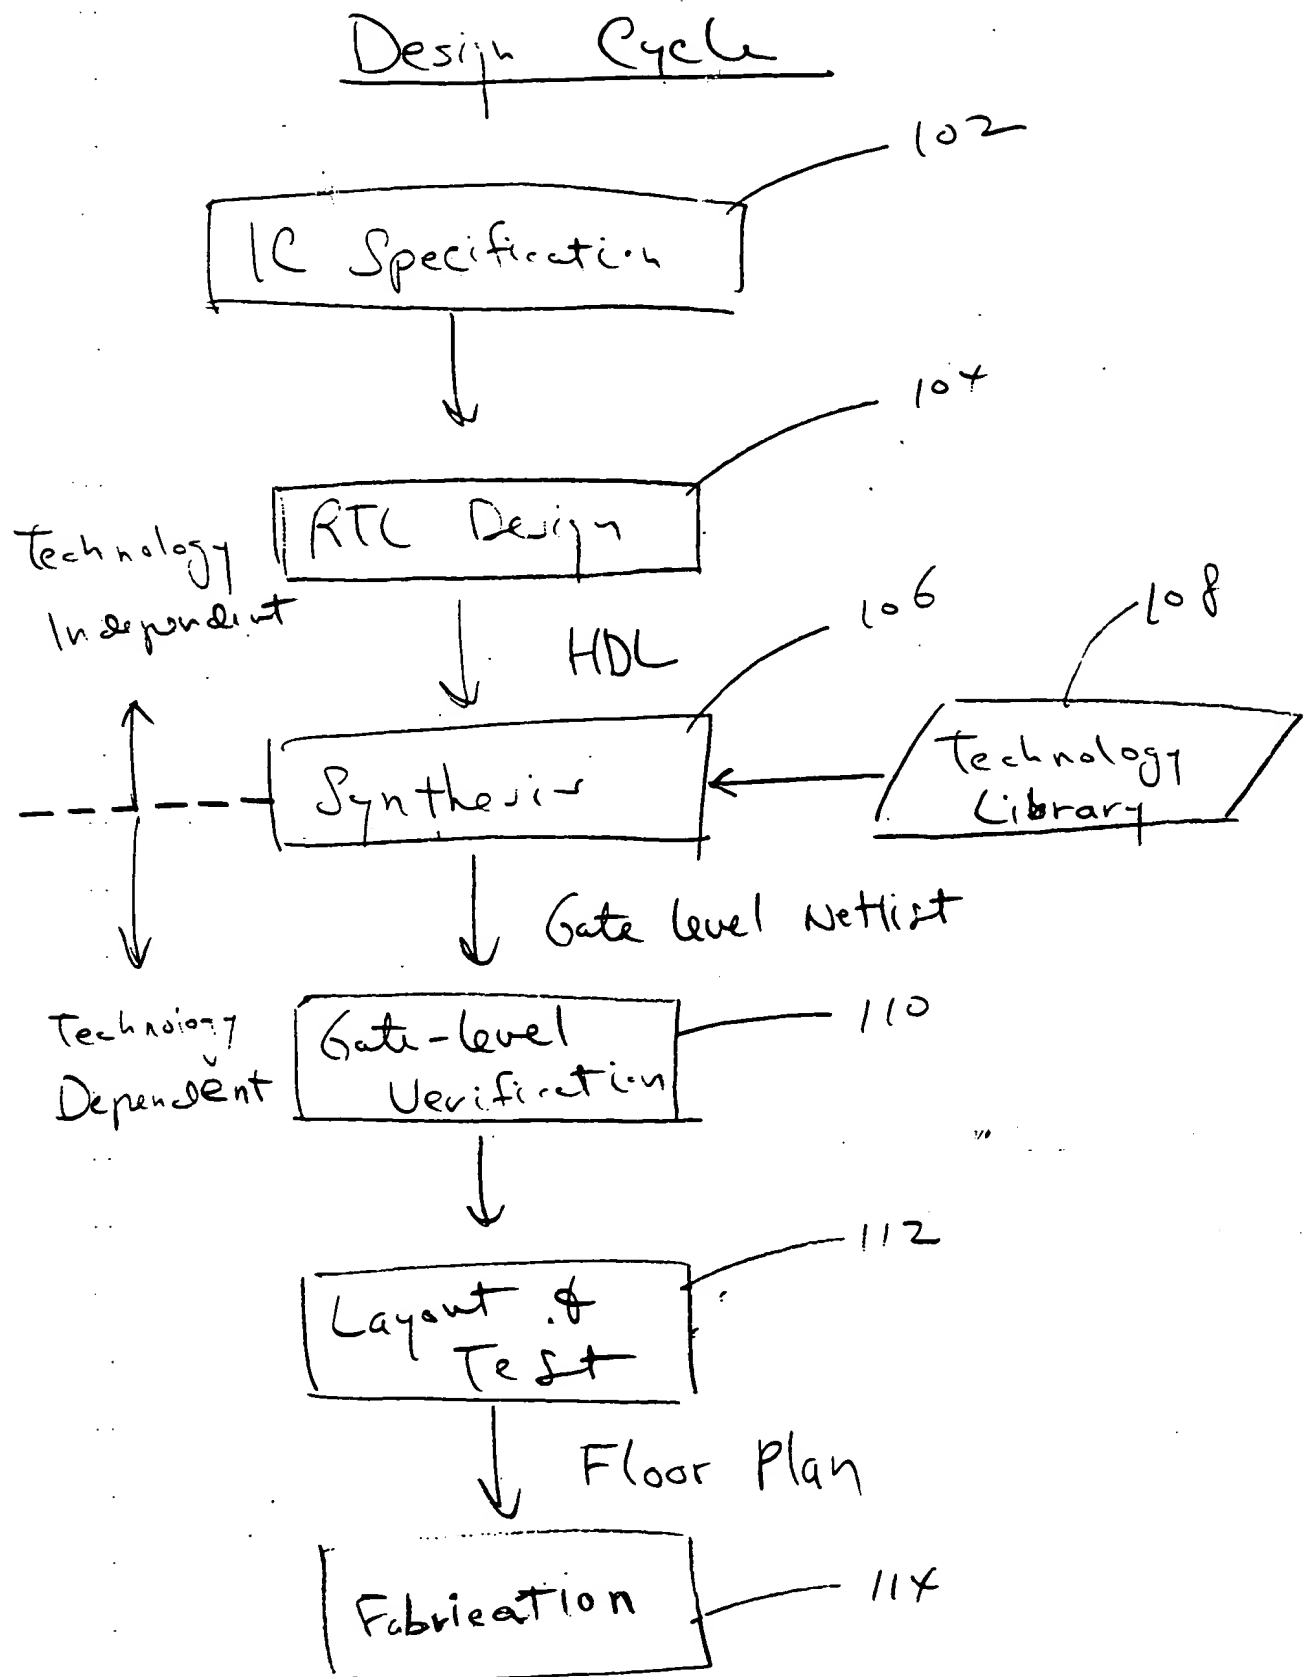 Design Cycle
102
IC Specification
104
RTL Design
Technology
Independent
HDL
106
108
Synthesis
Technology
Library
Gate level Netlist
Technology
Dependent
Gate-level
Verification
110
112
Layout &
Test
Floor Plan
Fabrication
114